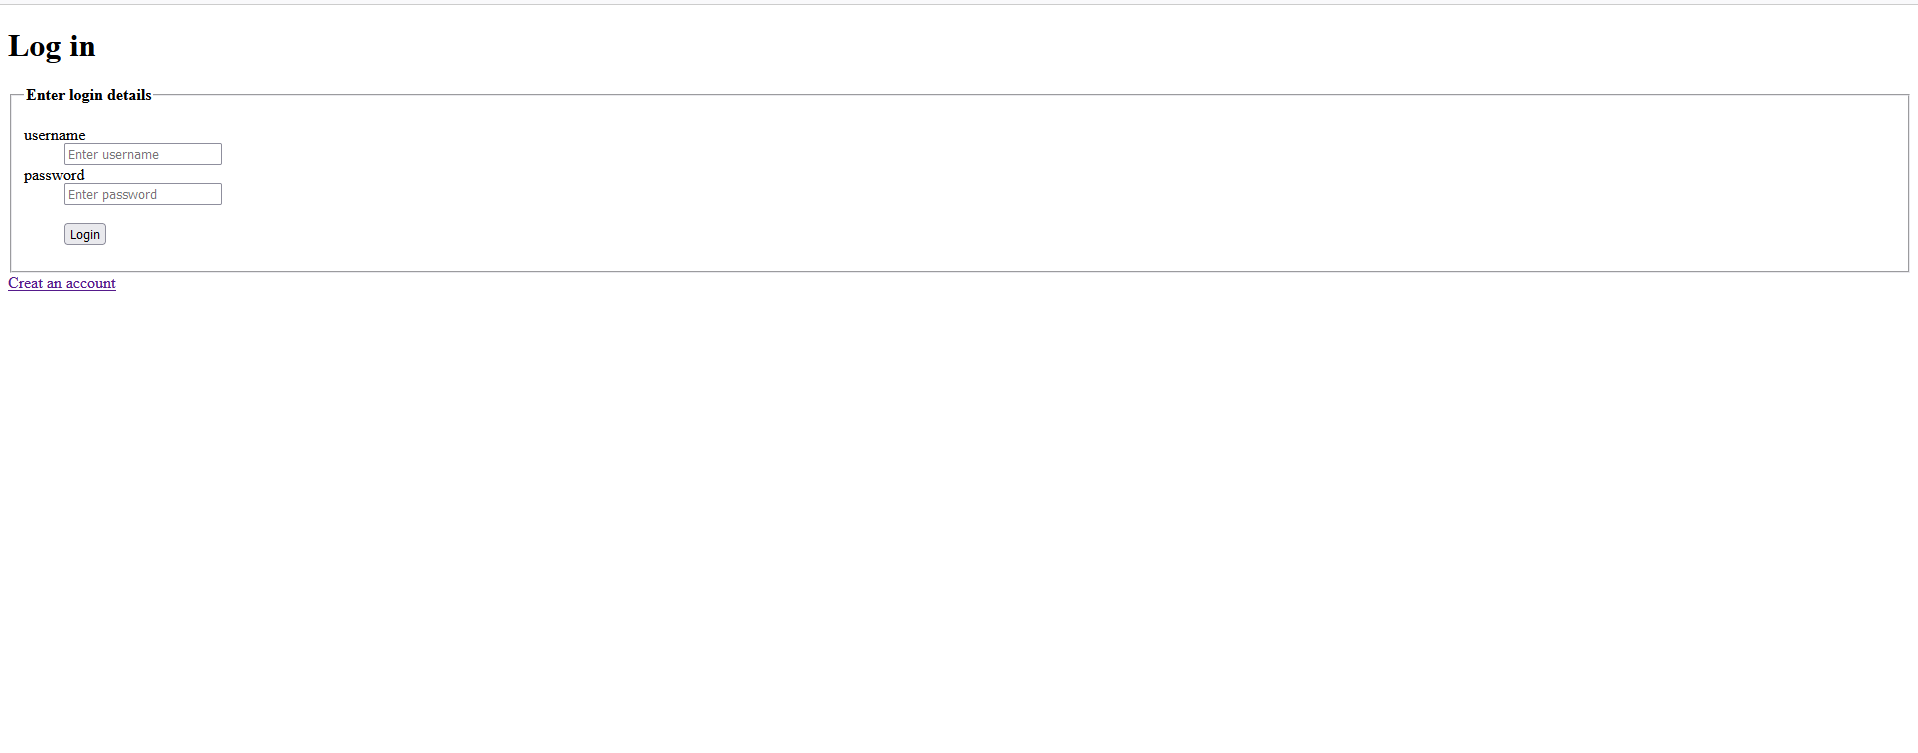 Log in
Enter login details
username
Enter username
password
Enter password
Login
Creat an account